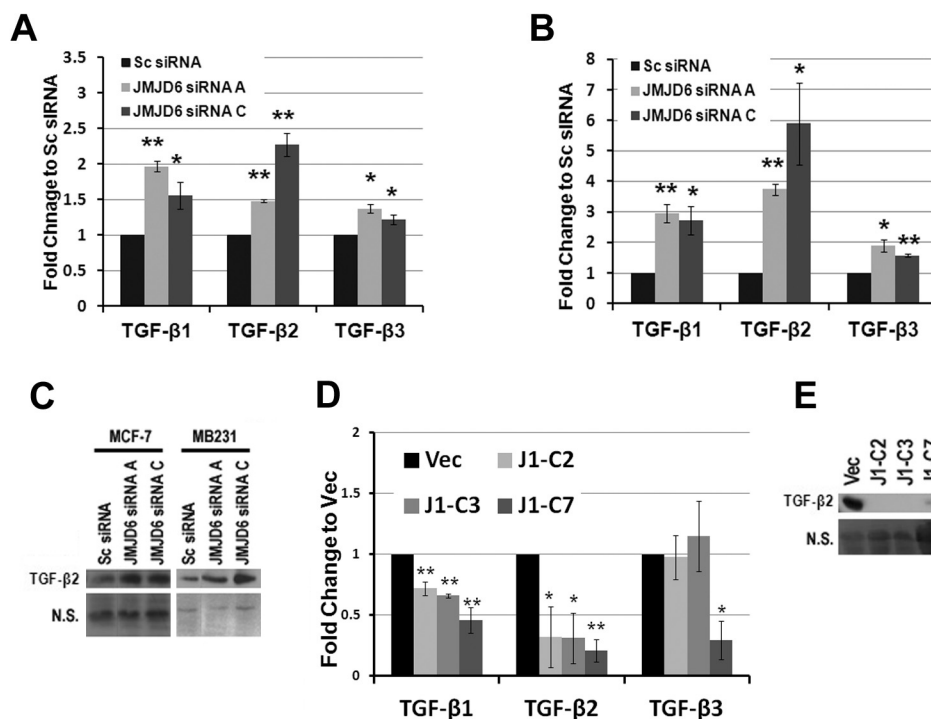 A
Fold Chnage to Sc siRNA
3.5
3
2.5
2
1.5
1
0.5
0
Sc siRNA
JMJD6 siRNA A
JMJD6 siRNA C
**
*
**
**
*
*
TGF-β1 TGF-β2 TGF-β3
B
Fold Change to Sc siRNA
8
7
6
5
4
3
2
1
0
Sc siRNA
JMJD6 siRNA A
JMJD6 siRNA C
**
*
**
*
*
**
TGF-β1 TGF-β2 TGF-β3
C
MCF-7 MB231
Sc siRNA
JMJD6 siRNA A
JMJD6 siRNA C
Sc siRNA
JMJD6 siRNA A
JMJD6 siRNA C
TGF-β2
N.S.
D
Fold Change to Vec
2
1.5
1
0.5
0
Vec J1-C2
J1-C3 J1-C7
**
**
**
*
*
**
*
TGF-β1 TGF-β2 TGF-β3
E
Vec
J1-C2
J1-C3
J1-C7
TGF-β2
N.S.